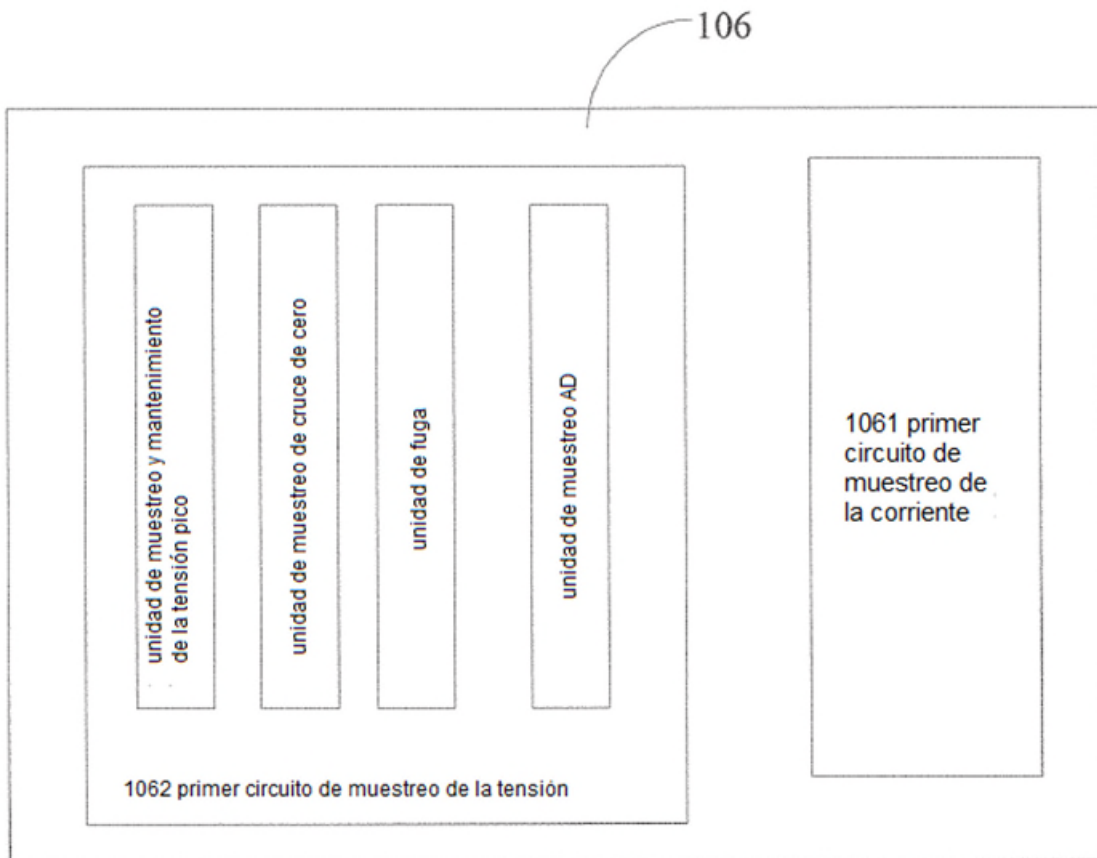 106
unidad de muestreo y mantenimiento
de la tensión pico
unidad de muestreo de cruce de cero
unidad de fuga
unidad de muestreo AD
1062 primer circuito de muestreo de la tensión
1061 primer
circuito de
muestreo de
la corriente